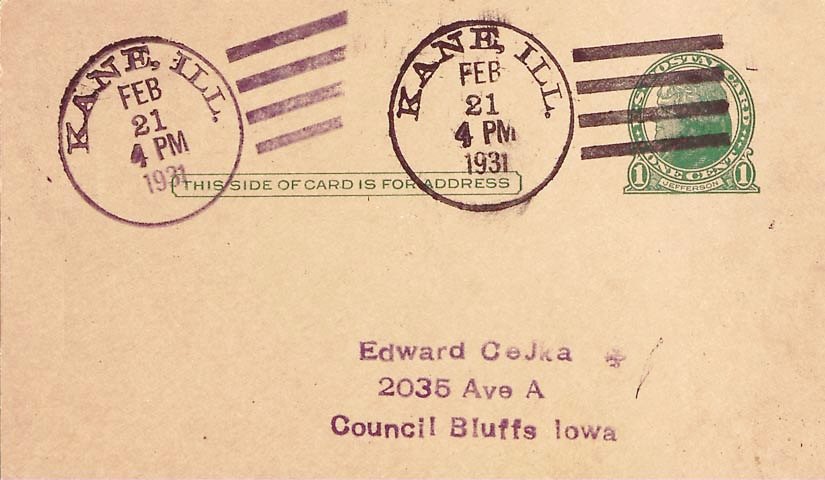 KANE, ILL.
FEB
21
4 PM
1931
KANE, ILL.
FEB
21
4 PM
1931
U.S. POSTAL CARD
ONE CENT
1 JEFFERSON 1
THIS SIDE OF CARD IS FOR ADDRESS
Edward CeJka
2035 Ave A
Council Bluffs Iowa